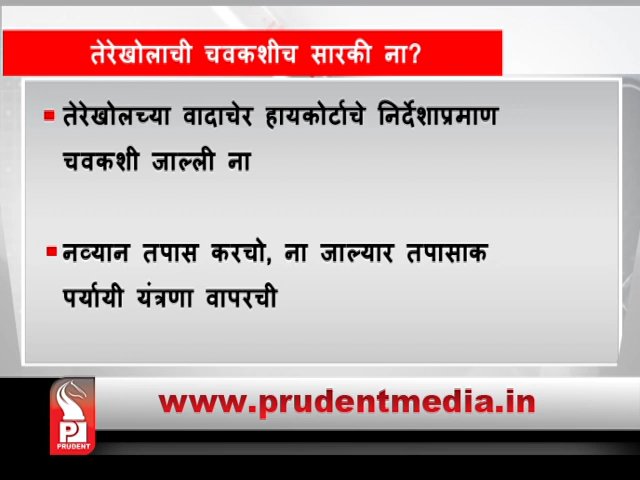 तेरेखोलाची चवकशीच सारकी ना?
तेरेखोलच्या वादाचेर हायकोर्टाचे निर्देशाप्रमाण
चवकशी जाल्ली ना
नव्यान तपास करचो, ना जाल्यार तपासाक
पर्यायी यंत्रणा वापरची
www.prudentmedia.in
PRUDENT